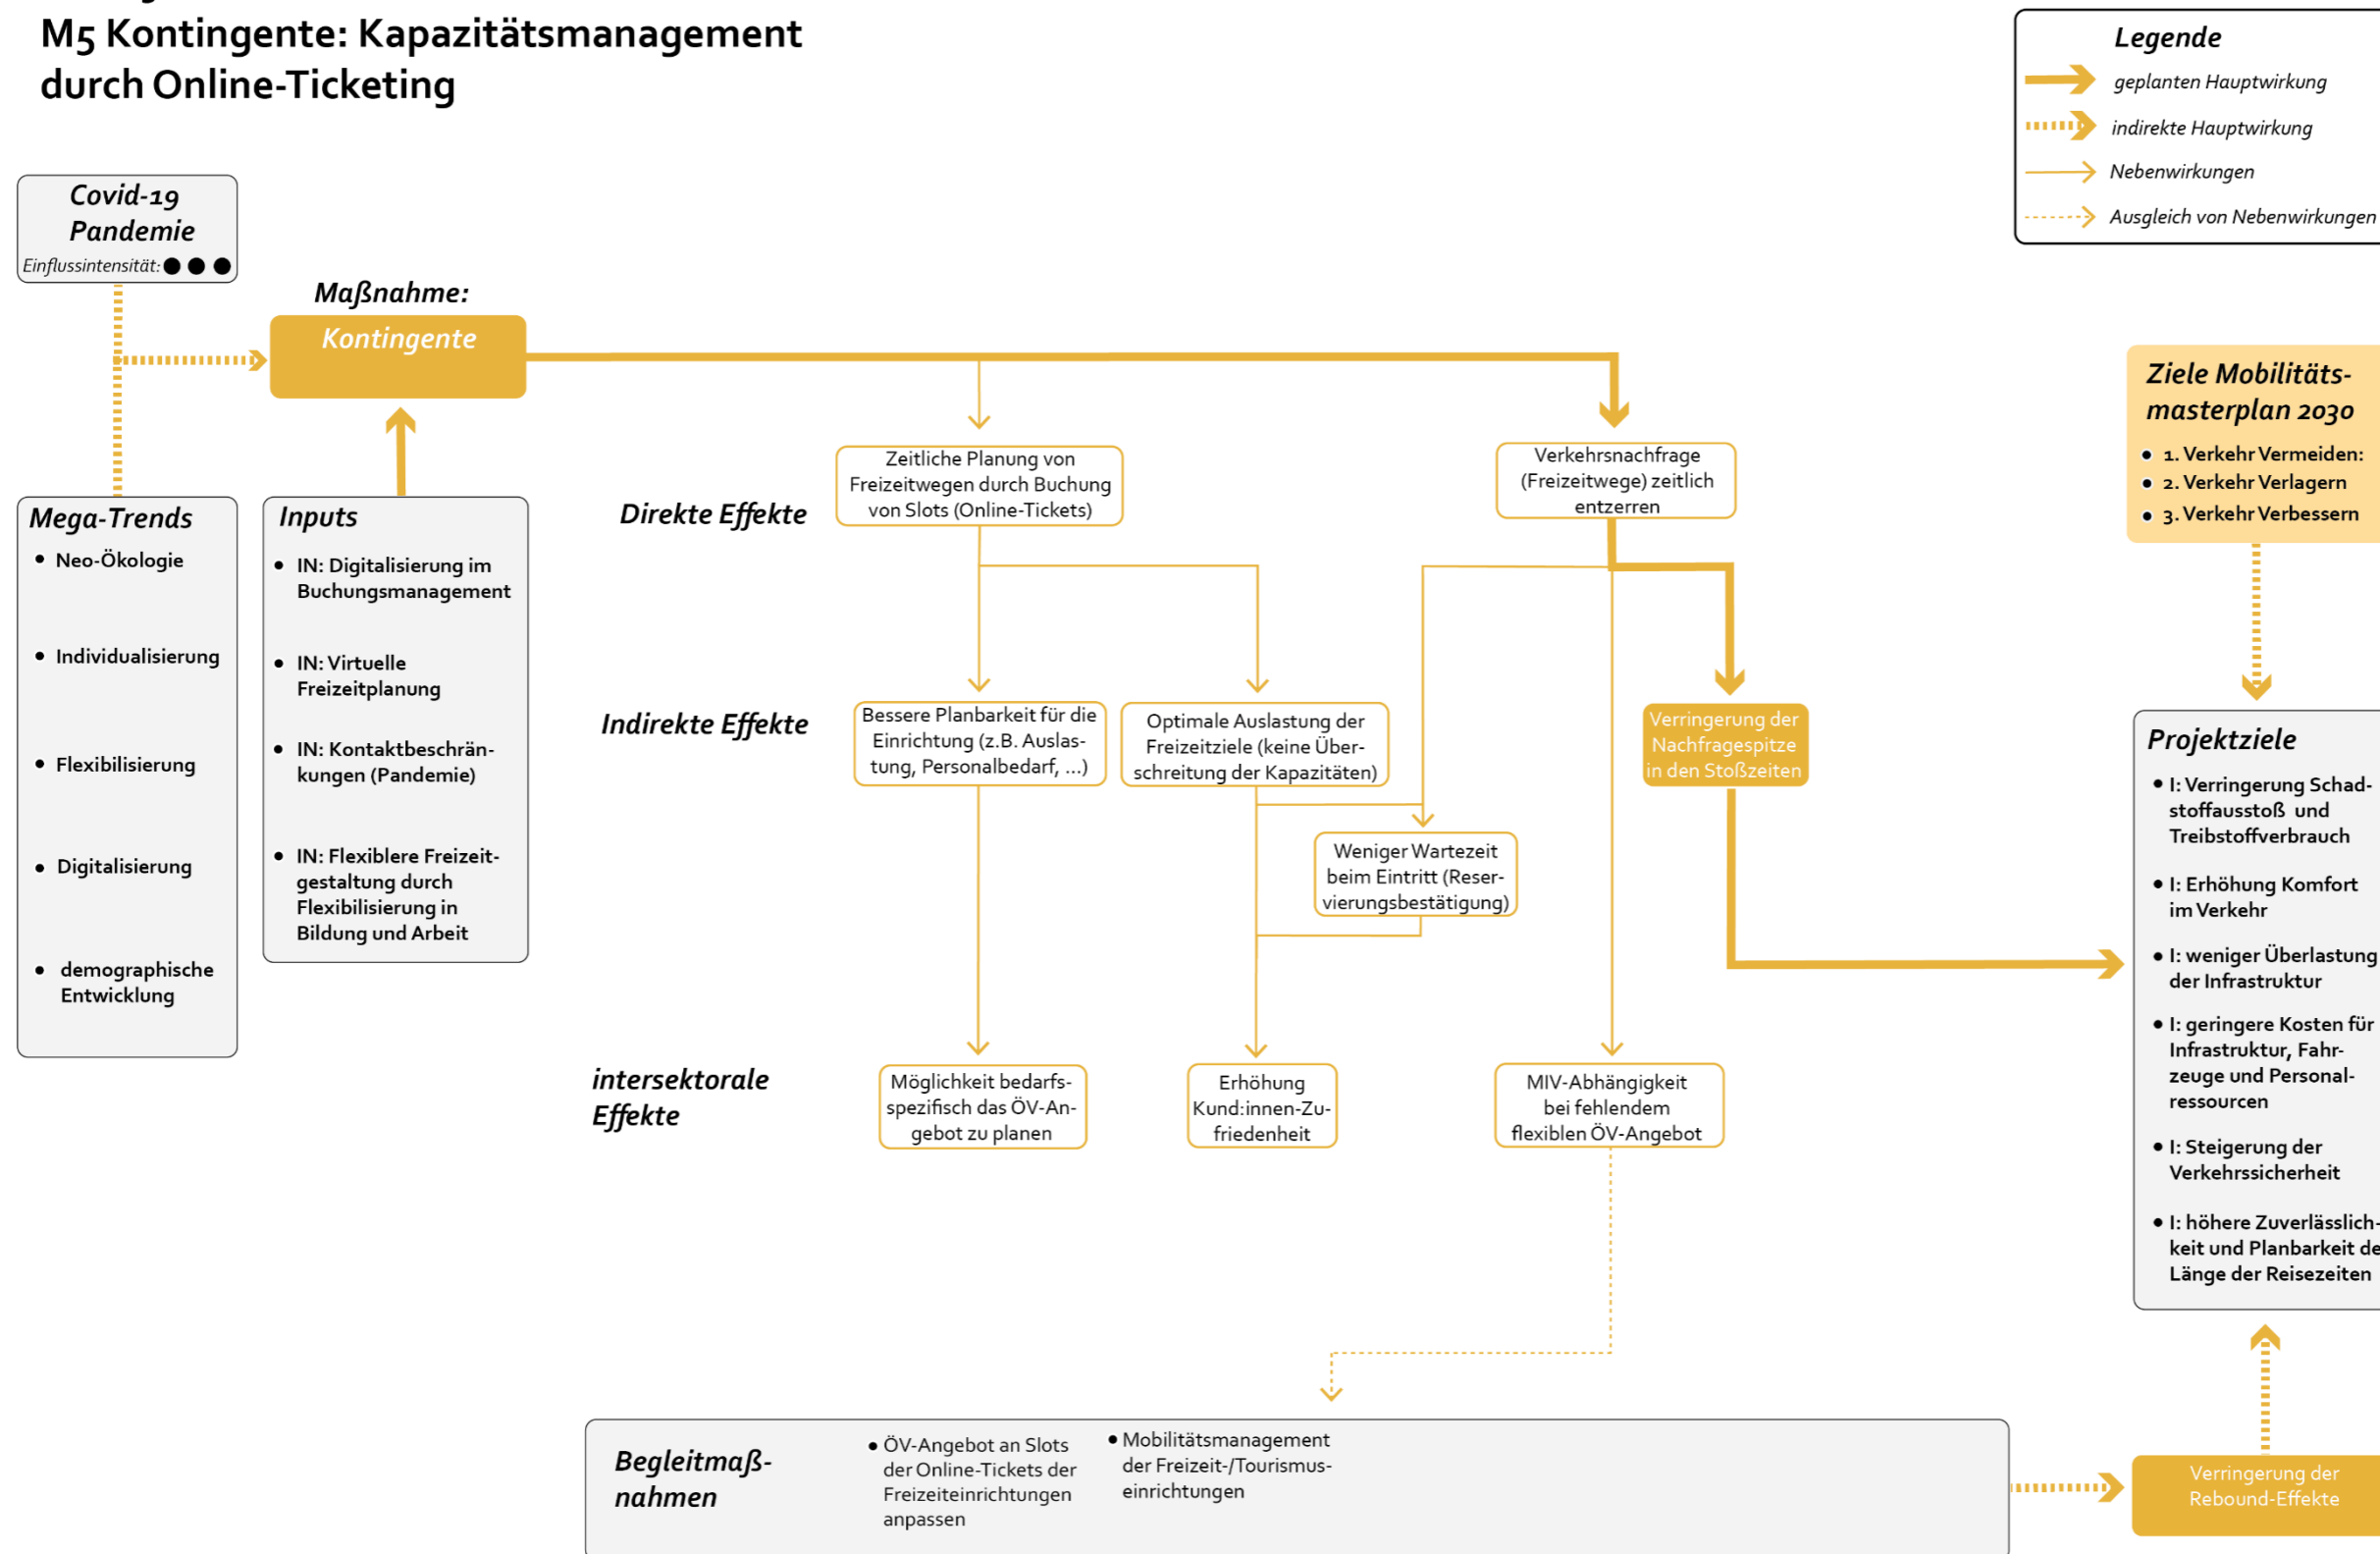 M5 Kontingente: Kapazitätsmanagement
durch Online-Ticketing
Legende
geplanten Hauptwirkung
indirekte Hauptwirkung
Nebenwirkungen
Ausgleich von Nebenwirkungen
Covid-19
Pandemie
Einflussintensität:
Maßnahme:
Kontingente
Mega-Trends
• Neo-Ökologie
• Individualisierung
• Flexibilisierung
• Digitalisierung
• demographische
Entwicklung
Inputs
• IN: Digitalisierung im
Buchungsmanagement
• IN: Virtuelle
Freizeitplanung
• IN: Kontaktbeschrän-
kungen (Pandemie)
• IN: Flexiblere Freizeit-
gestaltung durch
Flexibilisierung in
Bildung und Arbeit
Direkte Effekte
Zeitliche Planung von
Freizeitwegen durch Buchung
von Slots (Online-Tickets)
Verkehrsnachfrage
(Freizeitwege) zeitlich
entzerren
Indirekte Effekte
Bessere Planbarkeit für die
Einrichtung (z.B. Auslas-
tung, Personalbedarf, ...)
Optimale Auslastung der
Freizeitziele (keine Über-
schreitung der Kapazitäten)
Verringerung der
Nachfragespitze
in den Stoßzeiten
Weniger Wartezeit
beim Eintritt (Reser-
vierungsbestätigung)
intersektorale
Effekte
Möglichkeit bedarfs-
spezifisch das ÖV-An-
gebot zu planen
Erhöhung
Kund:innen-Zu-
friedenheit
MIV-Abhängigkeit
bei fehlendem
flexiblen ÖV-Angebot
Ziele Mobilitäts-
masterplan 2030
• 1. Verkehr Vermeiden:
• 2. Verkehr Verlagern
• 3. Verkehr Verbessern
Projektziele
• I: Verringerung Schad-
stoffausstoß und
Treibstoffverbrauch
• I: Erhöhung Komfort
im Verkehr
• I: weniger Überlastung
der Infrastruktur
• I: geringere Kosten für
Infrastruktur, Fahr-
zeuge und Personal-
ressourcen
• I: Steigerung der
Verkehrssicherheit
• I: höhere Zuverlässlich-
keit und Planbarkeit de
Länge der Reisezeiten
Begleitmaß-
nahmen
• ÖV-Angebot an Slots
der Online-Tickets der
Freizeiteinrichtungen
anpassen
• Mobilitätsmanagement
der Freizeit-/Tourismus-
einrichtungen
Verringerung der
Rebound-Effekte